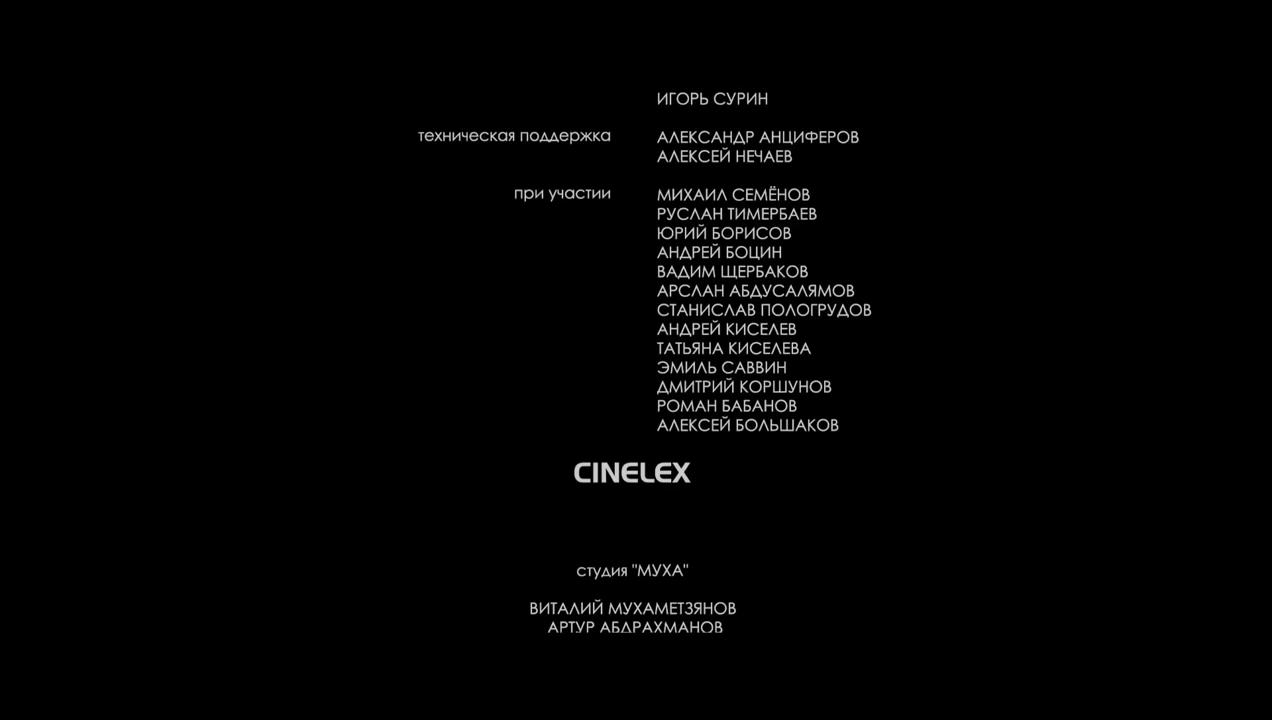 ИГОРЬ СУРИН
техническая поддержка АЛЕКСАНДР АНЦИФЕРОВ
АЛЕКСЕЙ НЕЧАЕВ
при участии МИХАИЛ СЕМЁНОВ
РУСЛАН ТИМЕРБАЕВ
ЮРИЙ БОРИСОВ
АНДРЕЙ БОЦИН
ВАДИМ ЩЕРБАКОВ
АРСЛАН АБДУСАЛЯМОВ
СТАНИСЛАВ ПОЛОГРУДОВ
АНДРЕЙ КИСЕЛЕВ
ТАТЬЯНА КИСЕЛЕВА
ЭМИЛЬ САВВИН
ДМИТРИЙ КОРШУНОВ
РОМАН БАБАНОВ
АЛЕКСЕЙ БОЛЬШАКОВ
CINELEX
студия "МУХА"
ВИТАЛИЙ МУХАМЕТЗЯНОВ
АРТУР АБДРАХМАНОВ